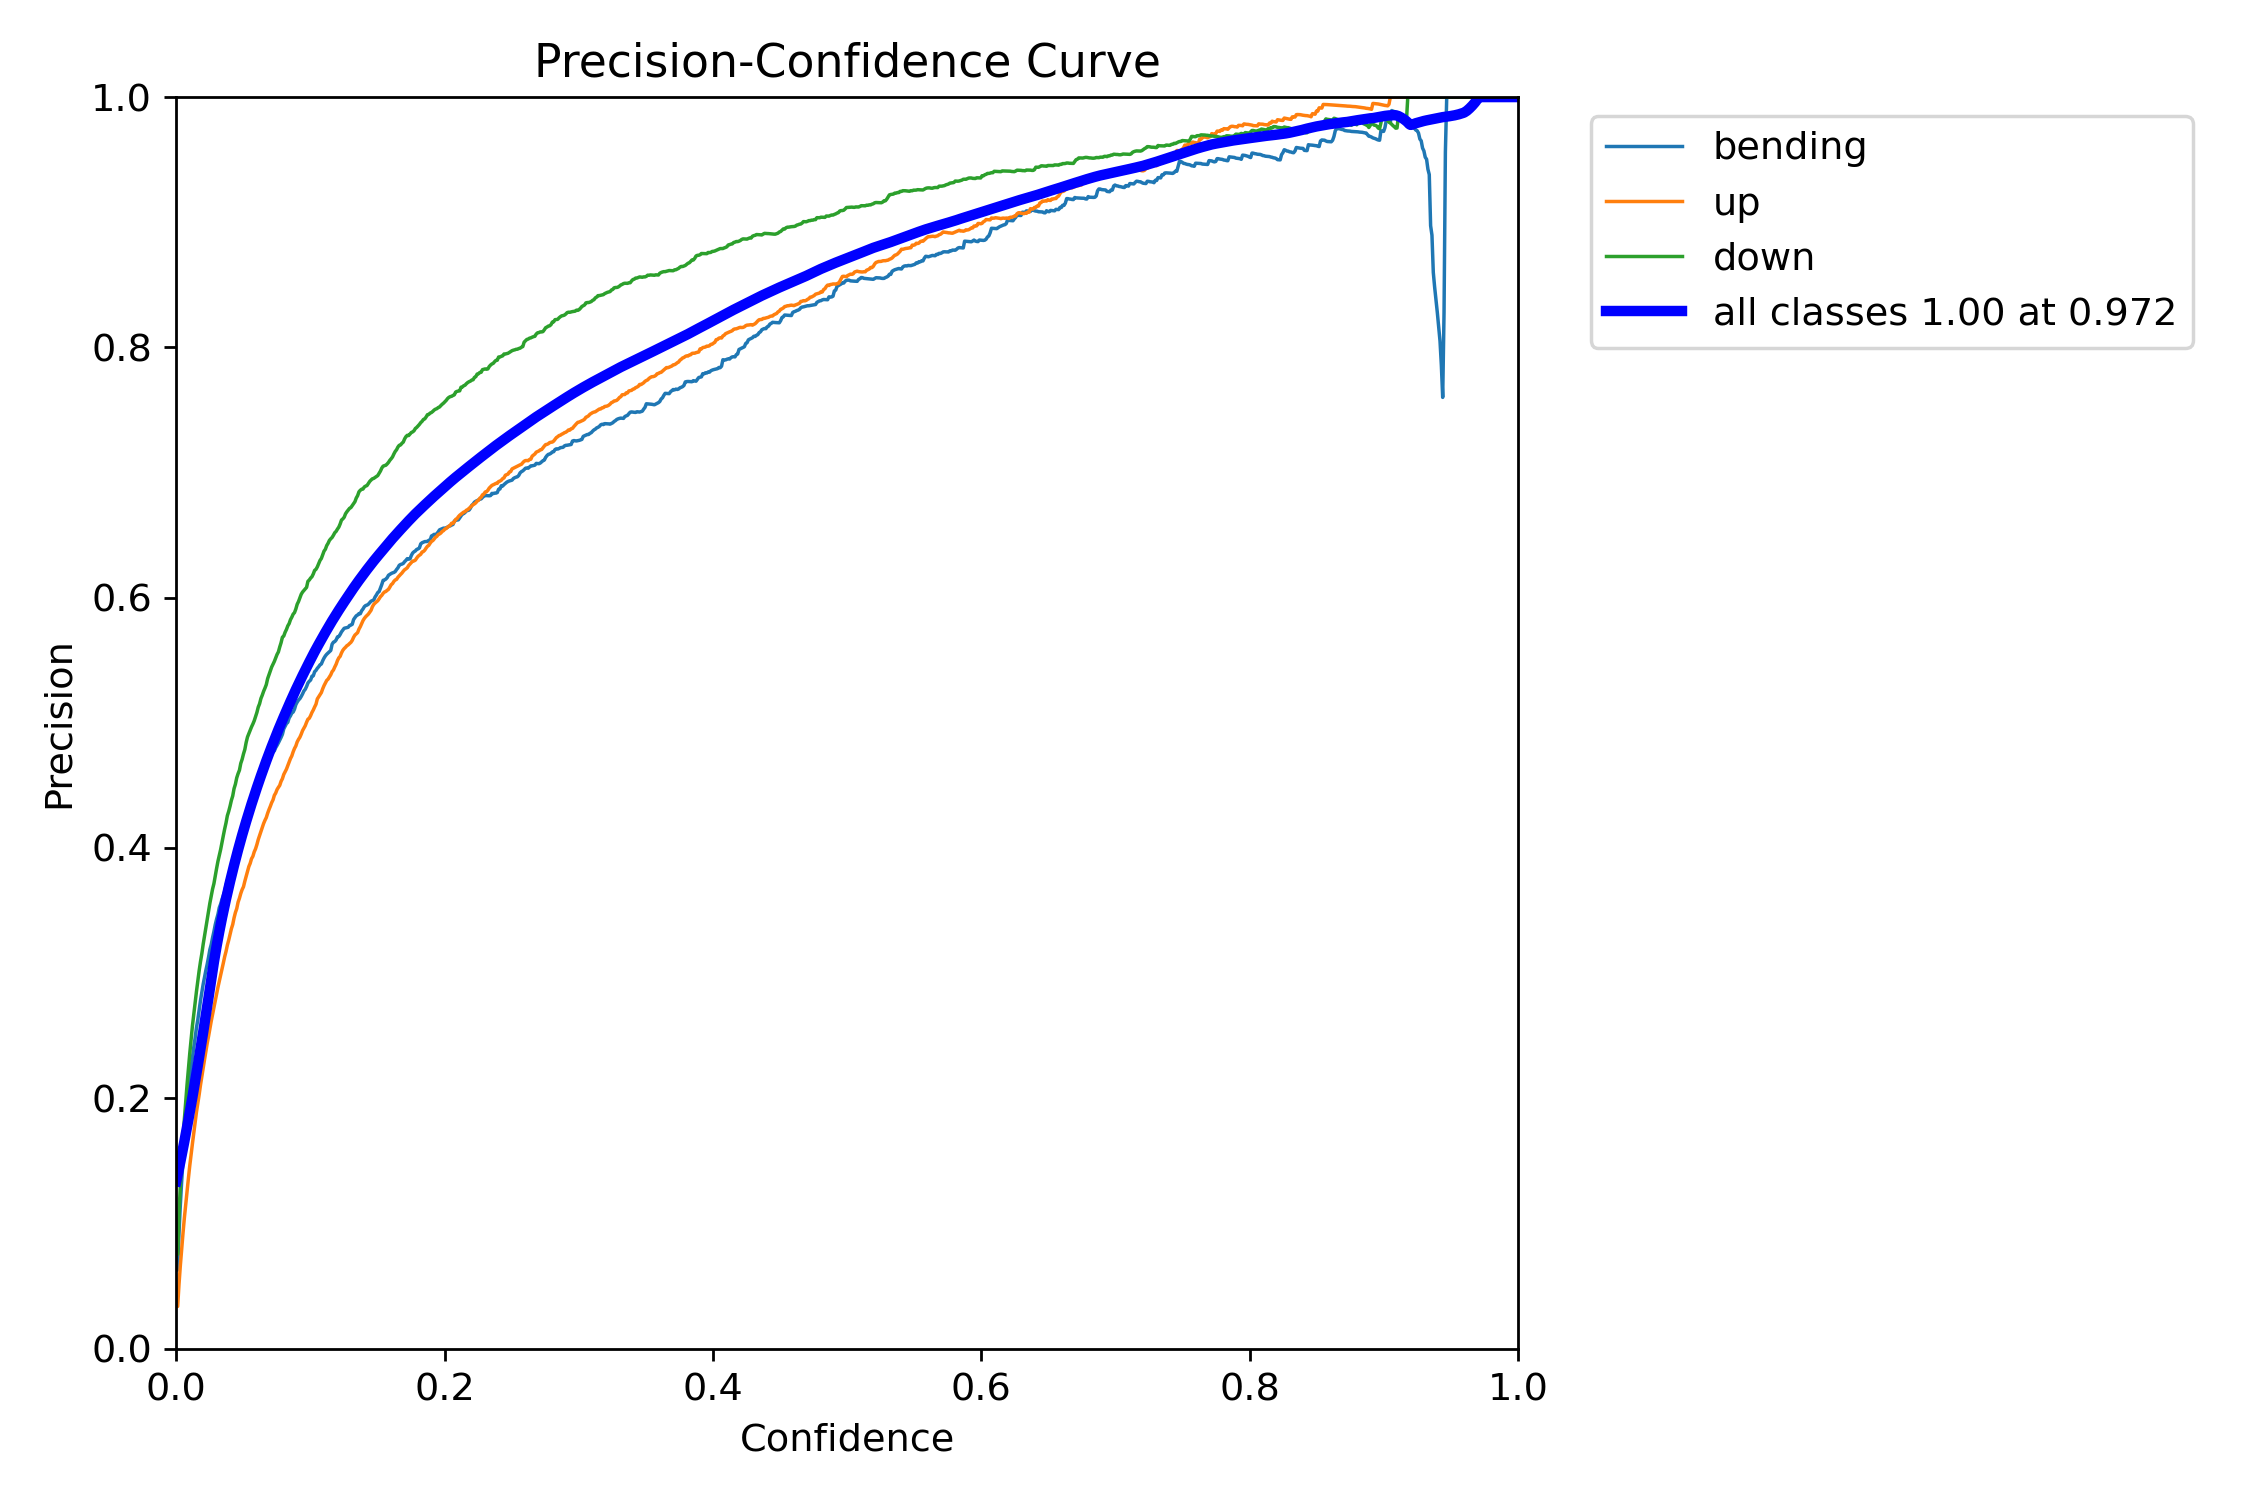 Precision-Confidence Curve
1.0
0.8
0.6
0.4
0.2
0.0
Precision
0.0 0.2 0.4 0.6 0.8 1.0
Confidence
bending
up
down
all classes 1.00 at 0.972